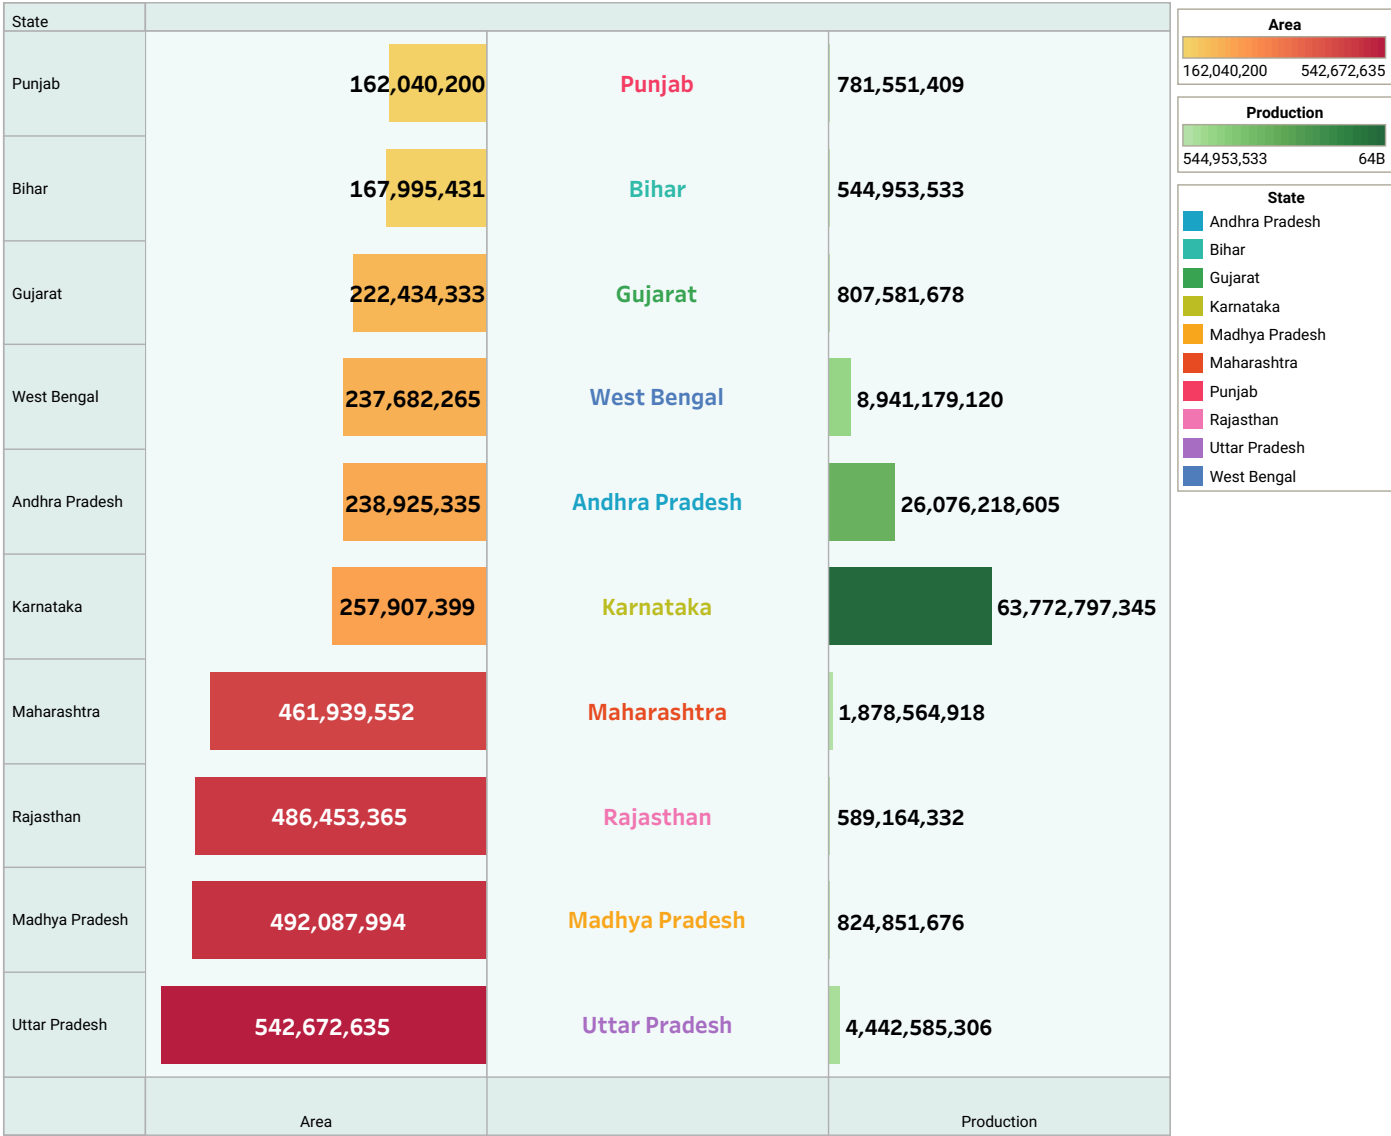 State
Punjab
162,040,200
Punjab
781,551,409
Bihar
167,995,431
Bihar
544,953,533
Gujarat
222,434,333
Gujarat
807,581,678
West Bengal
237,682,265
West Bengal
8,941,179,120
Andhra Pradesh
238,925,335
Andhra Pradesh
26,076,218,605
Karnataka
257,907,399
Karnataka
63,772,797,345
Maharashtra
461,939,552
Maharashtra
1,878,564,918
Rajasthan
486,453,365
Rajasthan
589,164,332
Madhya Pradesh
492,087,994
Madhya Pradesh
824,851,676
Uttar Pradesh
542,672,635
Uttar Pradesh
4,442,585,306
Area
Production
Area
162,040,200 542,672,635
Production
544,953,533 64B
State
Andhra Pradesh
Bihar
Gujarat
Karnataka
Madhya Pradesh
Maharashtra
Punjab
Rajasthan
Uttar Pradesh
West Bengal